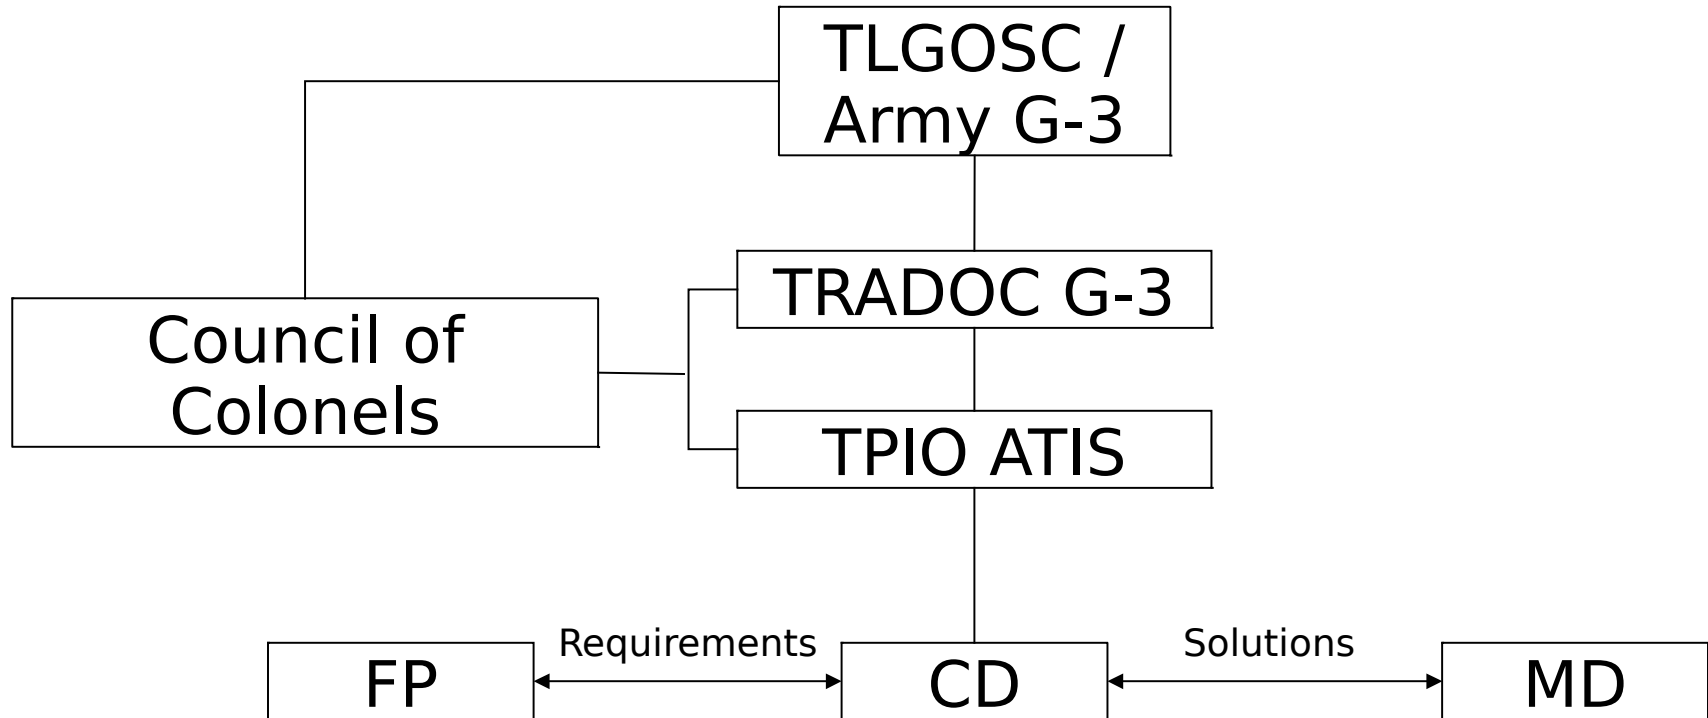 TLGOSC /
Army G-3
TRADOC G-3
Council of
Colonels
TPIO ATIS
Requirements
Solutions
FP
CD
MD